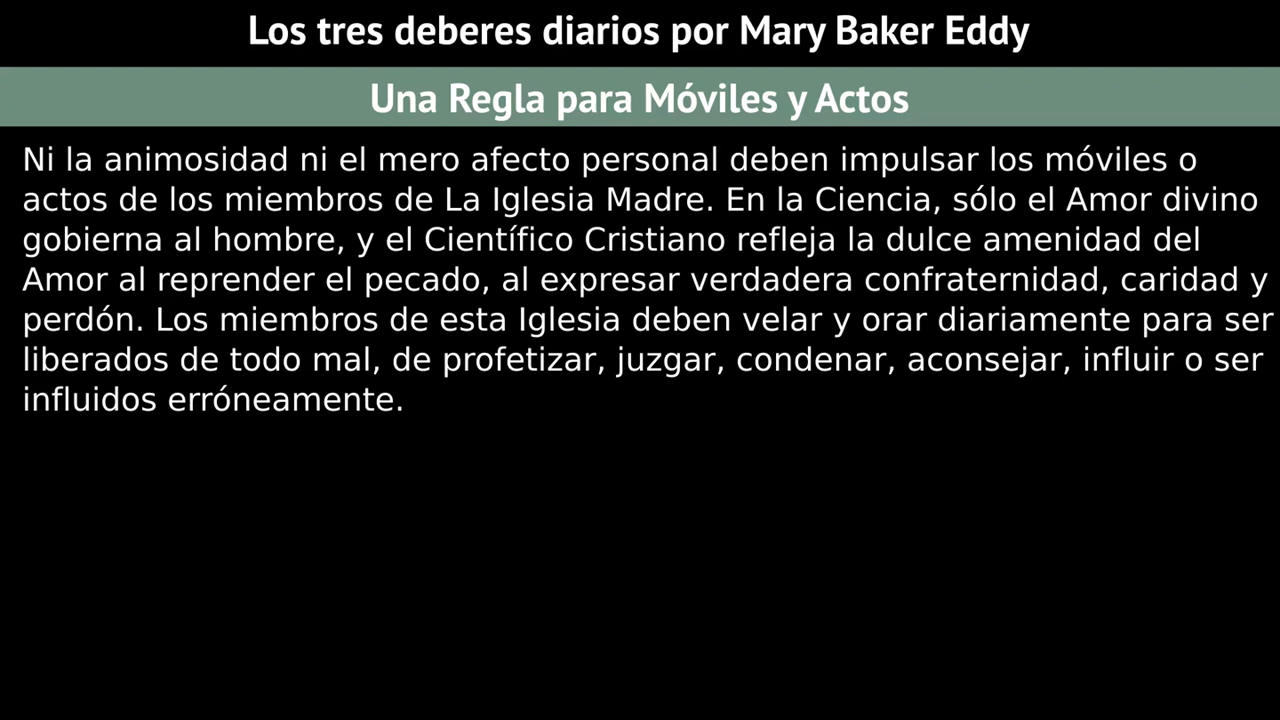 Los tres deberes diarios por Mary Baker Eddy
Una Regla para Móviles y Actos
Ni la animosidad ni el mero afecto personal deben impulsar los móviles o
actos de los miembros de La Iglesia Madre. En la Ciencia, sólo el Amor divino
gobierna al hombre, y el Científico Cristiano refleja la dulce amenidad del
Amor al reprender el pecado, al expresar verdadera confraternidad, caridad y
perdón. Los miembros de esta Iglesia deben velar y orar diariamente para ser
liberados de todo mal, de profetizar, juzgar, condenar, aconsejar, influir o ser
influidos erróneamente.